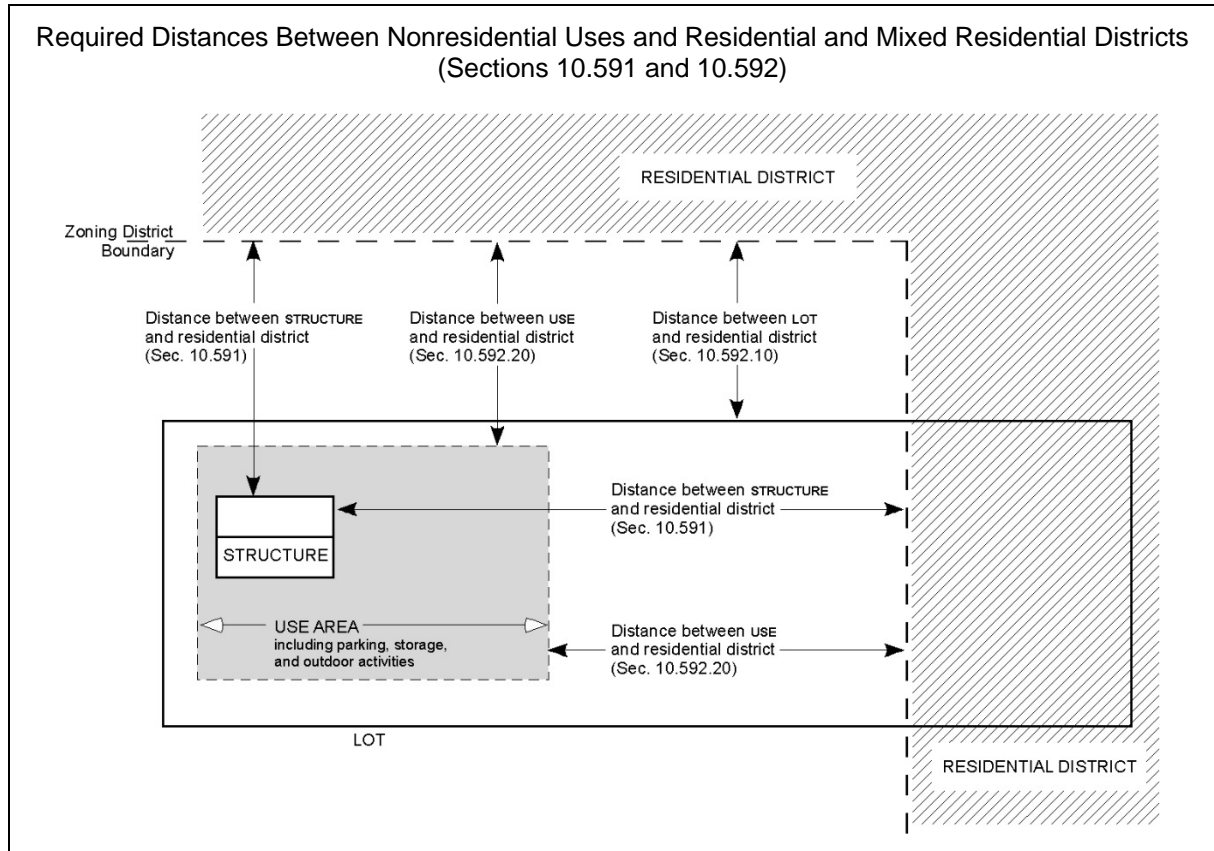 Required Distances Between Nonresidential Uses and Residential and Mixed Residential Districts
(Sections 10.591 and 10.592)
RESIDENTIAL DISTRICT
Zoning District
Boundary
Distance between STRUCTURE
and residential district
(Sec. 10.591)
Distance between USE
and residential district
(Sec. 10.592.20)
Distance between LOT
and residential district
(Sec. 10.592.10)
Distance between STRUCTURE
and residential district
(Sec. 10.591)
STRUCTURE
USE AREA
including parking, storage,
and outdoor activities
Distance between USE
and residential district
(Sec. 10.592.20)
LOT
RESIDENTIAL DISTRICT